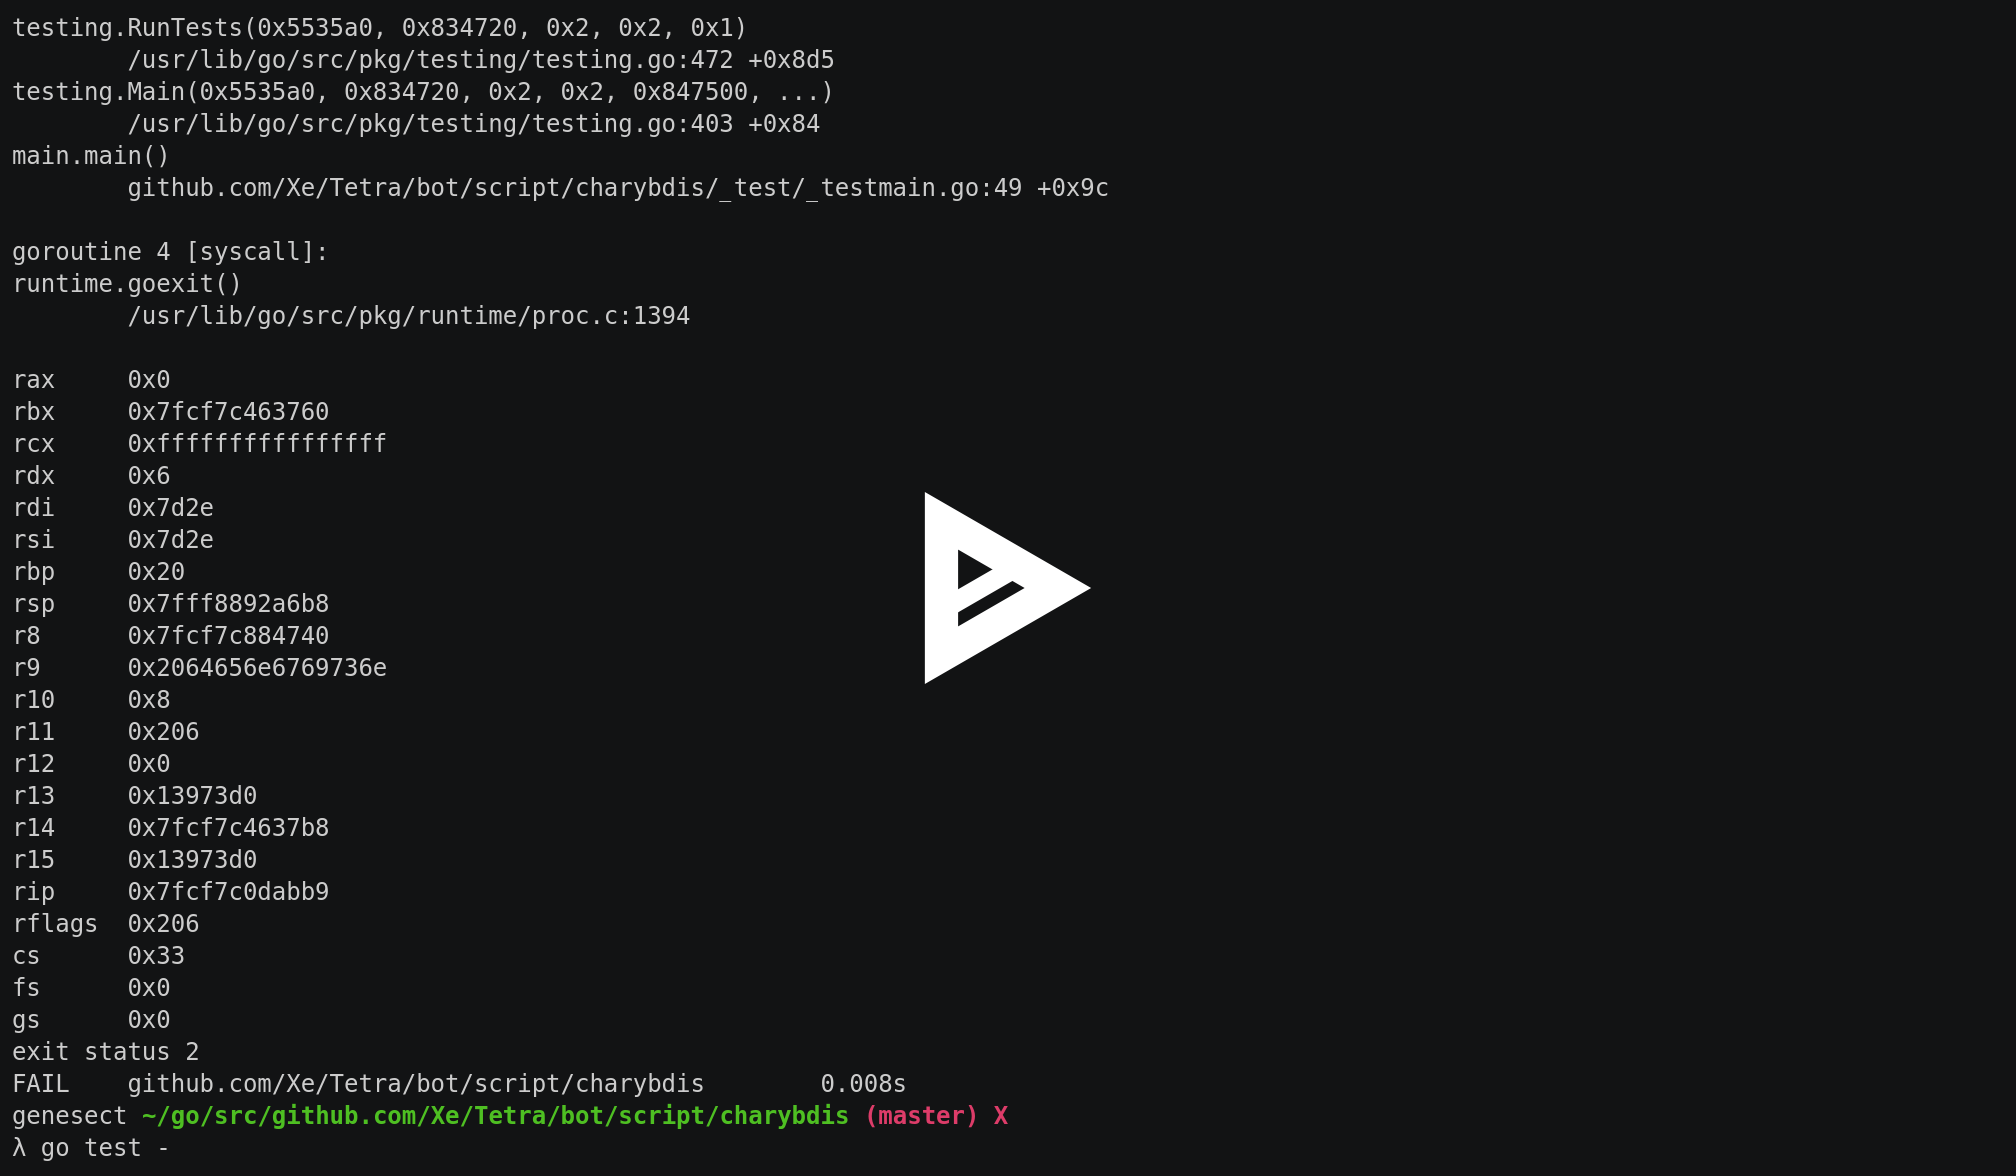 testing.RunTests(0x5535a0, 0x834720, 0x2, 0x2, 0x1)
        /usr/lib/go/src/pkg/testing/testing.go:472 +0x8d5
testing.Main(0x5535a0, 0x834720, 0x2, 0x2, 0x847500, ...)
        /usr/lib/go/src/pkg/testing/testing.go:403 +0x84
main.main()
        github.com/Xe/Tetra/bot/script/charybdis/_test/_testmain.go:49 +0x9c

goroutine 4 [syscall]:
runtime.goexit()
        /usr/lib/go/src/pkg/runtime/proc.c:1394

rax     0x0
rbx     0x7fcf7c463760
rcx     0xffffffffffffffff
rdx     0x6
rdi     0x7d2e
rsi     0x7d2e
rbp     0x20
rsp     0x7fff8892a6b8
r8      0x7fcf7c884740
r9      0x2064656e6769736e
r10     0x8
r11     0x206
r12     0x0
r13     0x13973d0
r14     0x7fcf7c4637b8
r15     0x13973d0
rip     0x7fcf7c0dabb9
rflags  0x206
cs      0x33
fs      0x0
gs      0x0
exit status 2
FAIL    github.com/Xe/Tetra/bot/script/charybdis        0.008s
genesect ~/go/src/github.com/Xe/Tetra/bot/script/charybdis (master) X
λ go test -